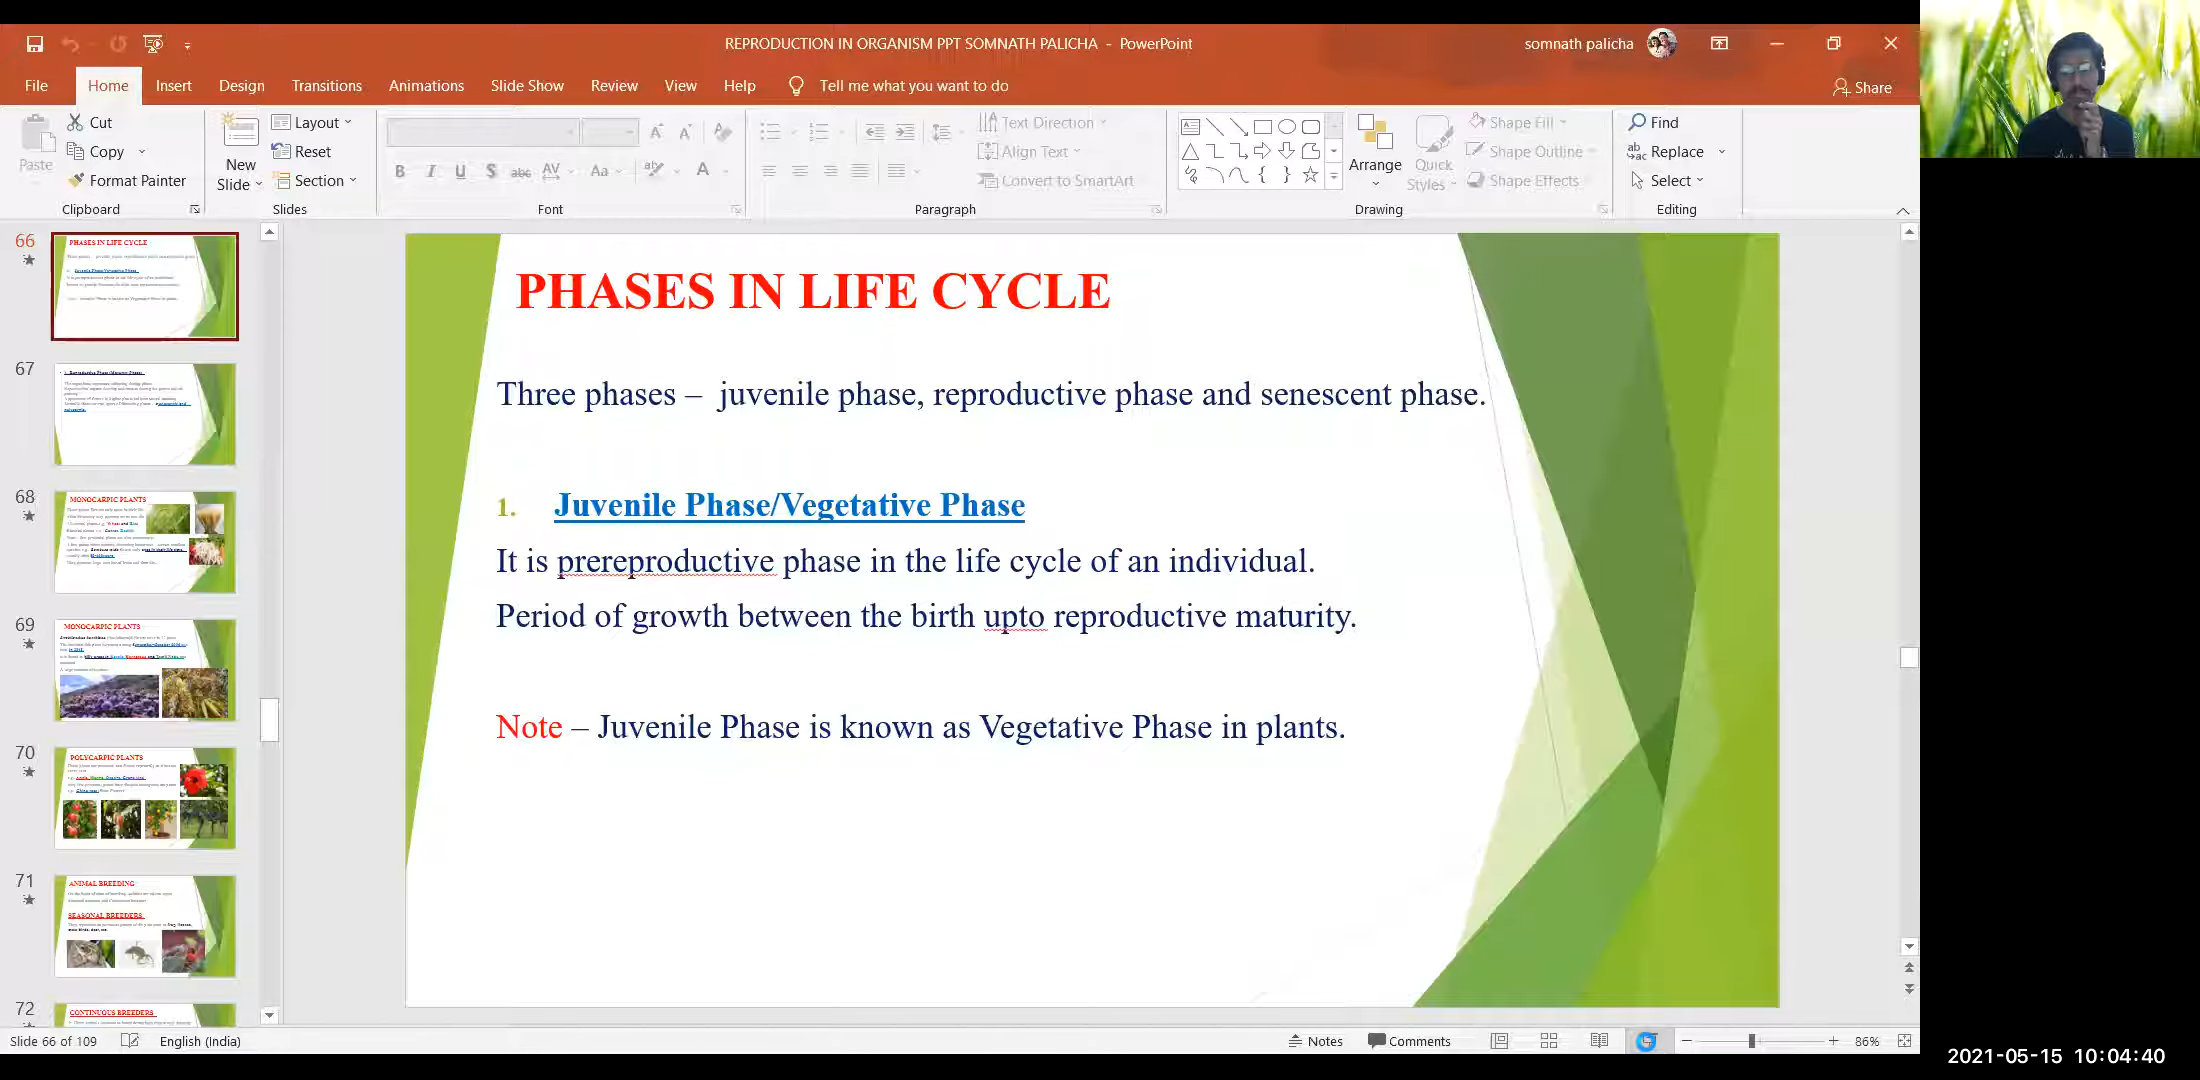 REPRODUCTION IN ORGANISM PPT SOMNATH PALICHA - PowerPoint
somnath palicha
File
Home
Insert
Design
Transitions
Animations
Slide Show
Review
View
Help
Tell me what you want to do
Share
Paste
Cut
Copy
Format Painter
Clipboard
New Slide
Layout
Reset
Section
Slides
B I U S abc AV Aa A
Font
Text Direction
Align Text
Convert to SmartArt
Paragraph
Arrange
Quick Styles
Shape Fill
Shape Outline
Shape Effects
Drawing
Find
Replace
Select
Editing
66
PHASES IN LIFE CYCLE
67
68
MONOCARPIC PLANTS
69
MONOCARPIC PLANTS
70
POLYCARPIC PLANTS
71
ANIMAL BREEDING
SEASONAL BREEDERS
72
CONTINUOUS BREEDERS
PHASES IN LIFE CYCLE
Three phases – juvenile phase, reproductive phase and senescent phase.
1. Juvenile Phase/Vegetative Phase
It is prereproductive phase in the life cycle of an individual.
Period of growth between the birth upto reproductive maturity.
Note – Juvenile Phase is known as Vegetative Phase in plants.
Slide 66 of 109
English (India)
Notes
Comments
86%
2021-05-15 10:04:40